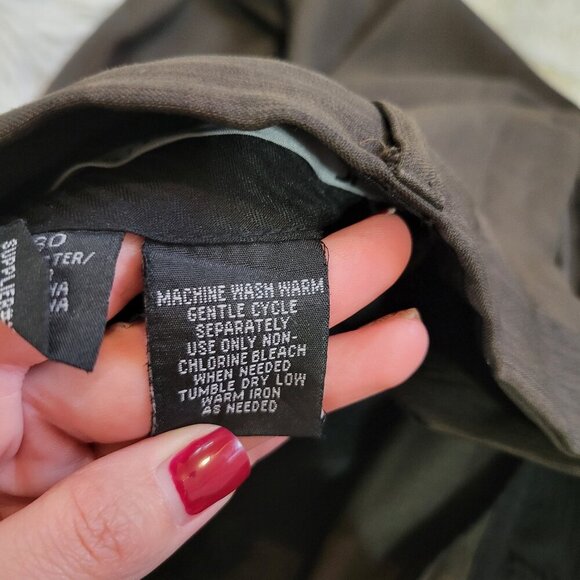 MACHINE WASH WARM
GENTLE CYCLE
SEPARATELY
USE ONLY NON-
CHLORINE BLEACH
WHEN NEEDED
TUMBLE DRY LOW
WARM IRON
AS NEEDED
SUPPLIER